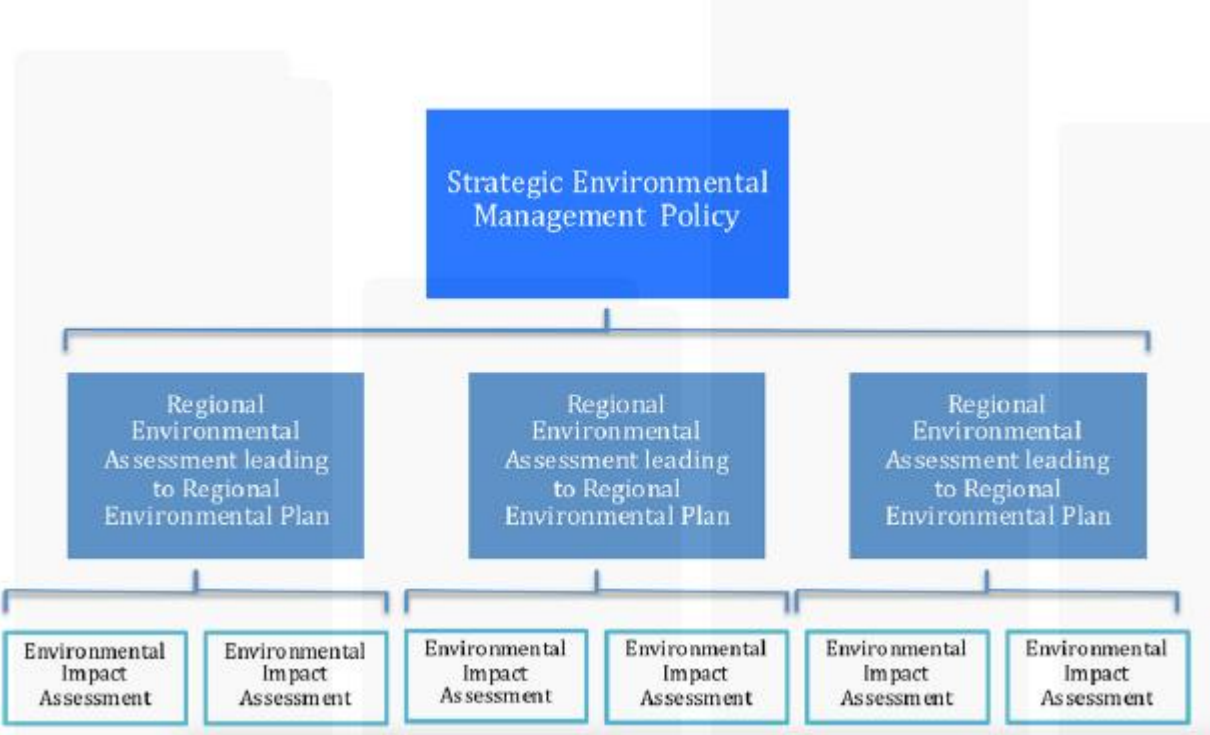 Strategic Environmental
Management Policy
Regional
Environmental
Assessment leading
to Regional
Environmental Plan
Regional
Environmental
Assessment leading
to Regional
Environmental Plan
Regional
Environmental
Assessment leading
to Regional
Environmental Plan
Environmental
Impact
Assessment
Environmental
Impact
Assessment
Environmental
Impact
Assessment
Environmental
Impact
Assessment
Environmental
Impact
Assessment
Environmental
Impact
Assessment